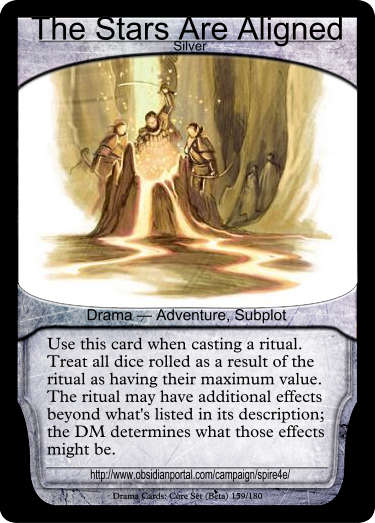 The Stars Are Aligned
Silver
Drama — Adventure, Subplot
Use this card when casting a ritual.
Treat all dice rolled as a result of the
ritual as having their maximum value.
The ritual may have additional effects
beyond what's listed in its description;
the DM determines what those effects
might be.
http://www.obsidianportal.com/campaign/spire4e/
Drama Cards: Core Set (Beta) 159/180